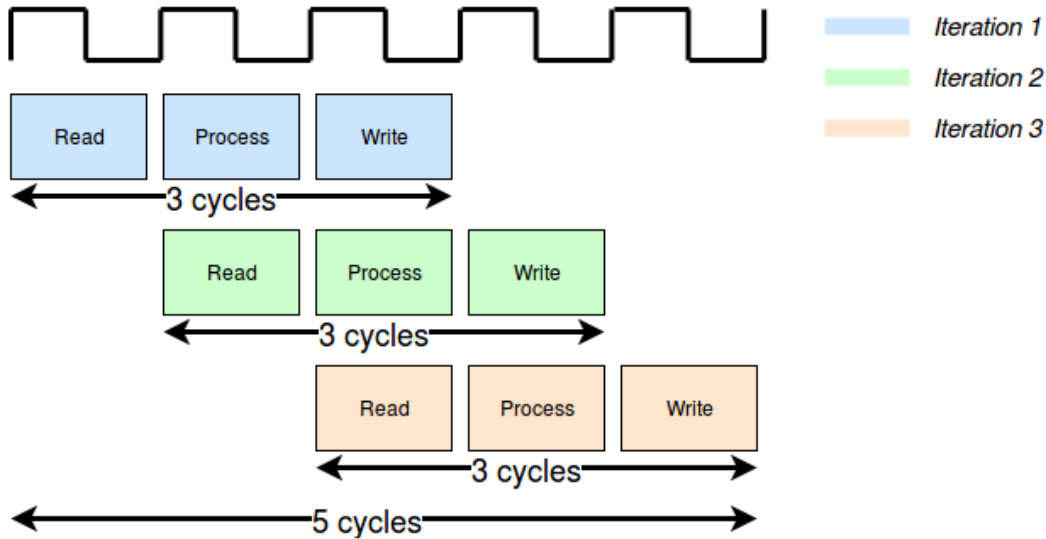 Iteration 1
Iteration 2
Iteration 3
Read Process Write
3 cycles
Read Process Write
3 cycles
Read Process Write
3 cycles
5 cycles